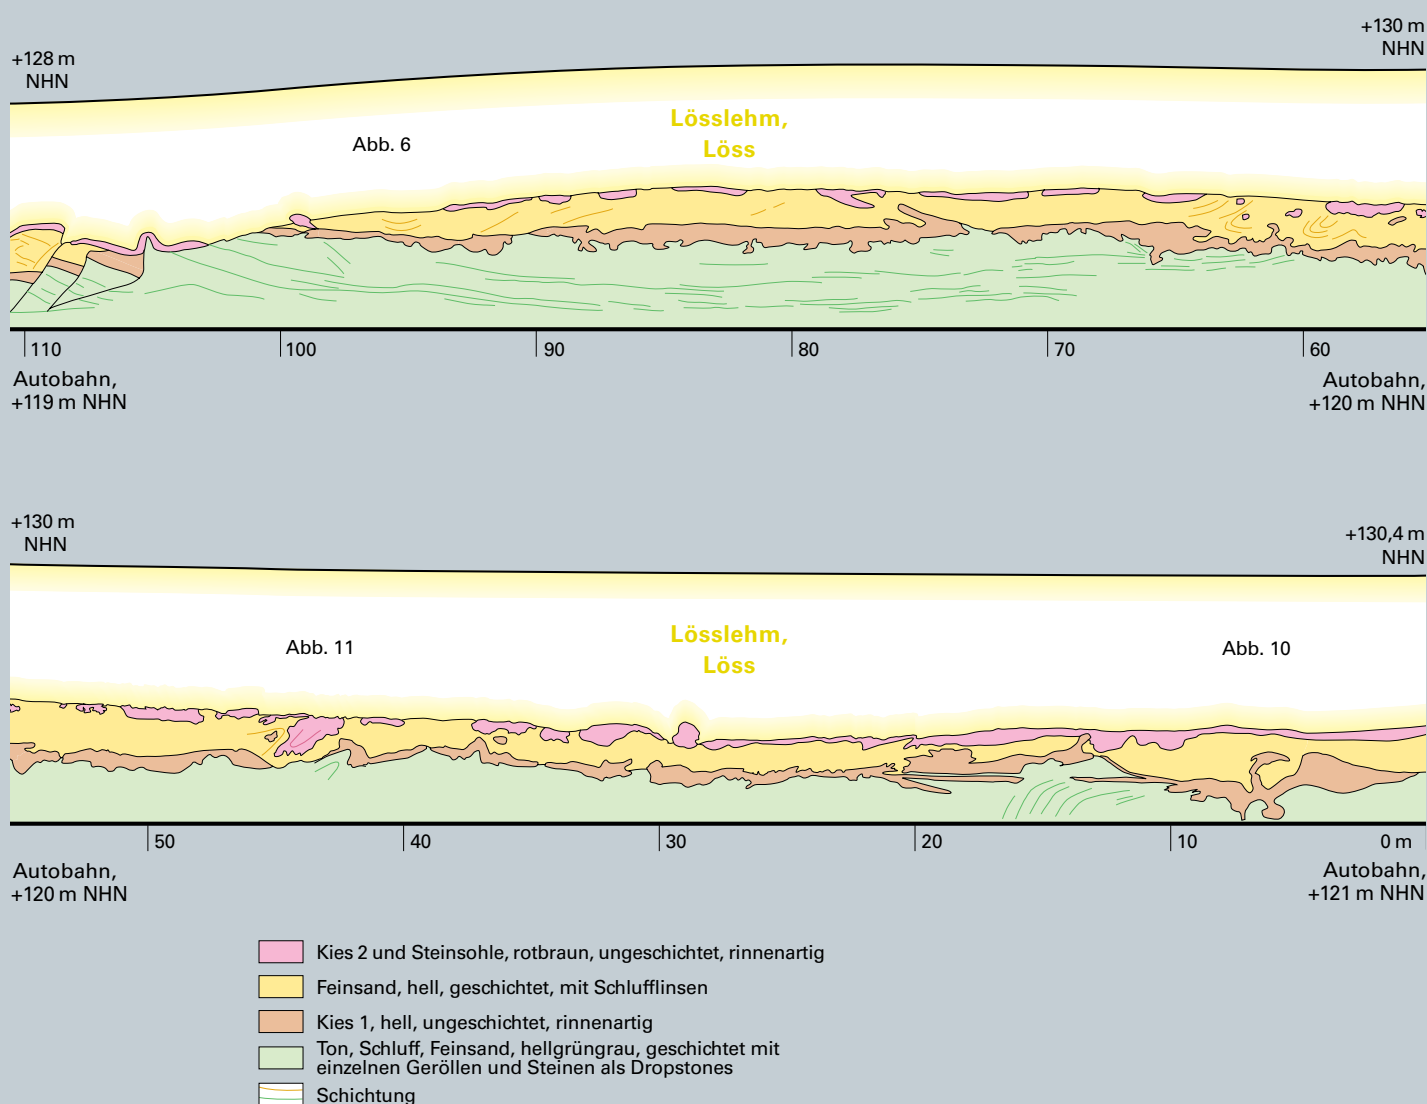 +128 m
NHN
+130 m
NHN
Lösslehm,
Löss
Abb. 6
110
100
90
80
70
60
Autobahn,
+119 m NHN
Autobahn,
+120 m NHN
+130 m
NHN
+130,4 m
NHN
Abb. 11
Lösslehm,
Löss
Abb. 10
50
40
30
20
10
0 m
Autobahn,
+120 m NHN
Autobahn,
+121 m NHN
Kies 2 und Steinsohle, rotbraun, ungeschichtet, rinnenartig
Feinsand, hell, geschichtet, mit Schlufflinsen
Kies 1, hell, ungeschichtet, rinnenartig
Ton, Schluff, Feinsand, hellgrüngrau, geschichtet mit
einzelnen Geröllen und Steinen als Dropstones
Schichtung